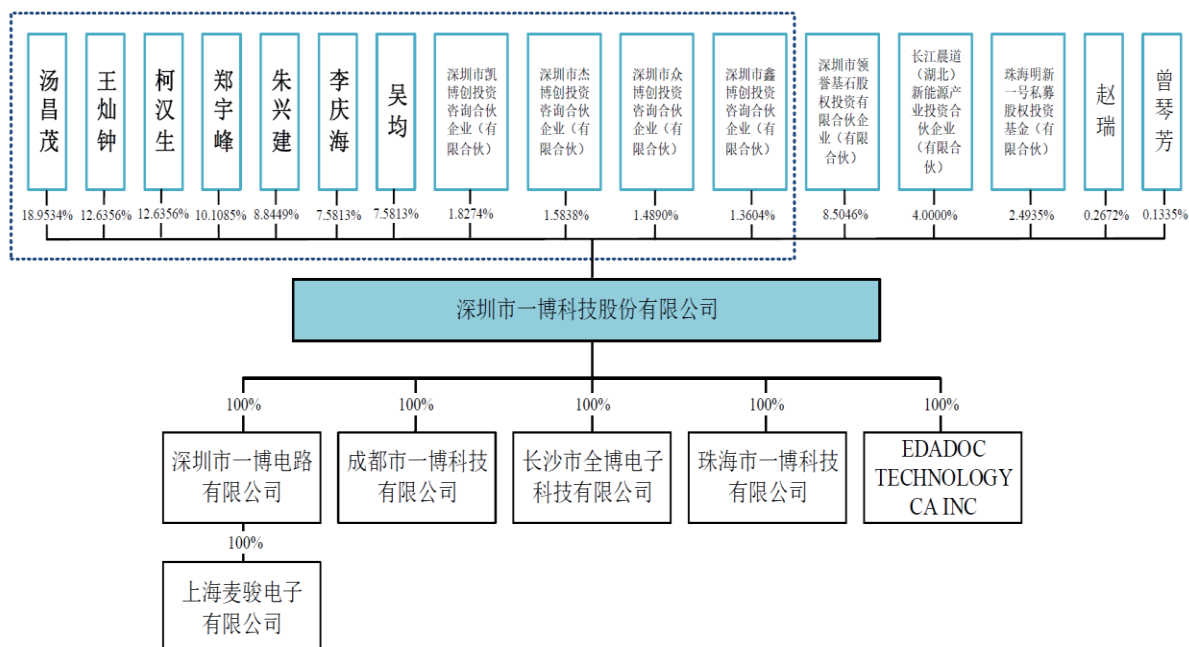 汤昌茂
王灿钟
柯汉生
郑宇峰
朱兴建
李庆海
吴均
深圳市凯
博创投资
咨询合伙
企业（有
限合伙）
深圳市杰
博创投资
咨询合伙
企业（有
限合伙）
深圳市众
博创投资
咨询合伙
企业（有
限合伙）
深圳市鑫
博创投资
咨询合伙
企业（有
限合伙）
深圳市领
誉基石股
权投资有
限合伙企
业（有限
合伙）
长江晨道
（湖北）
新能源产
业投资合
伙企业
（有限合
伙）
珠海明新
一号私募
股权投资
基金（有
限合伙）
赵瑞
曾琴芳
18.9534%
12.6356%
12.6356%
10.1085%
8.8449%
7.5813%
7.5813%
1.8274%
1.5838%
1.4890%
1.3604%
8.5046%
4.0000%
2.4935%
0.2672%
0.1335%
深圳市一博科技股份有限公司
100%
100%
100%
100%
100%
深圳市一博电路
有限公司
成都市一博科技
有限公司
长沙市全博电子
科技有限公司
珠海市一博科技
有限公司
EDADOC
TECHNOLOGY
CA INC
100%
上海麦骏电子
有限公司